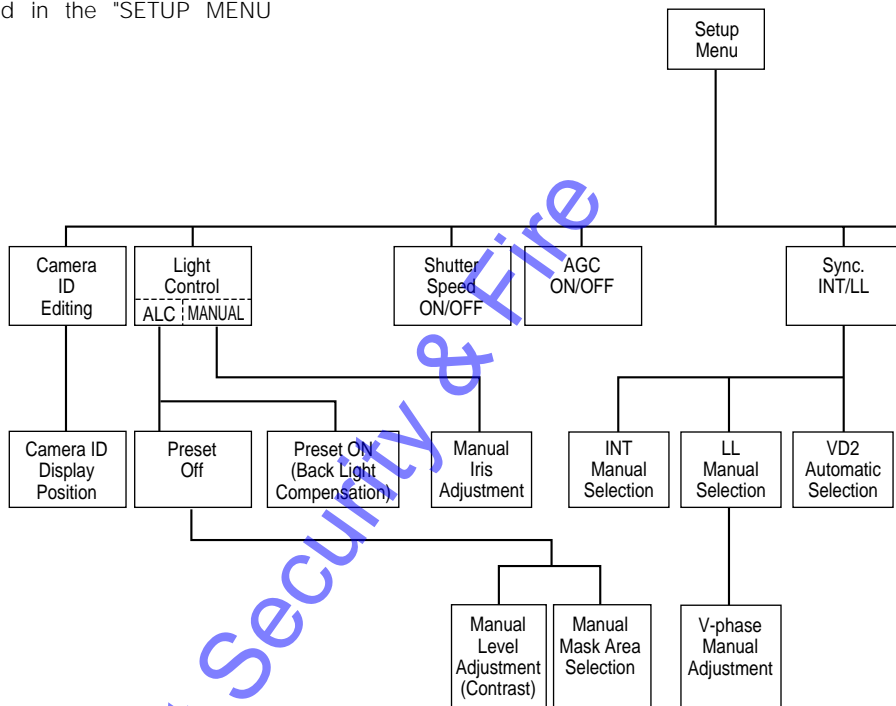 d in the "SETUP MENU
Setup
Menu
Camera
ID
Editing
Light
Control
ALC MANUAL
Shutter
Speed
ON/OFF
AGC
ON/OFF
Sync.
INT/LL
Camera ID
Display
Position
Preset
Off
Preset ON
(Back Light
Compensation)
Manual
Iris
Adjustment
INT
Manual
Selection
LL
Manual
Selection
VD2
Automatic
Selection
Manual
Level
Adjustment
(Contrast)
Manual
Mask Area
Selection
V-phase
Manual
Adjustment
Security & Fire